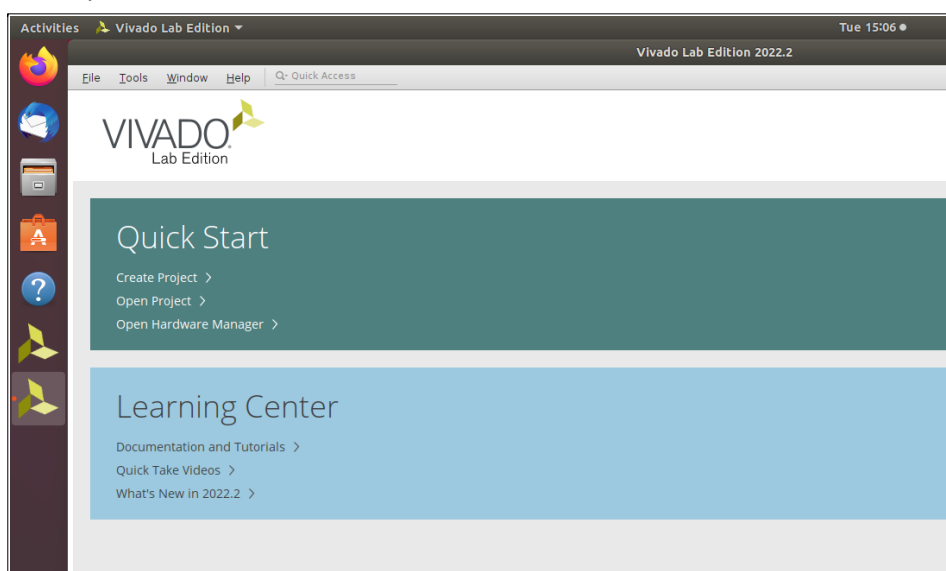 Activities Vivado Lab Edition Tue 15:06
Vivado Lab Edition 2022.2
File Tools Window Help Quick Access
VIVADO.
Lab Edition
Quick Start
Create Project
Open Project
Open Hardware Manager
Learning Center
Documentation and Tutorials
Quick Take Videos
What's New in 2022.2